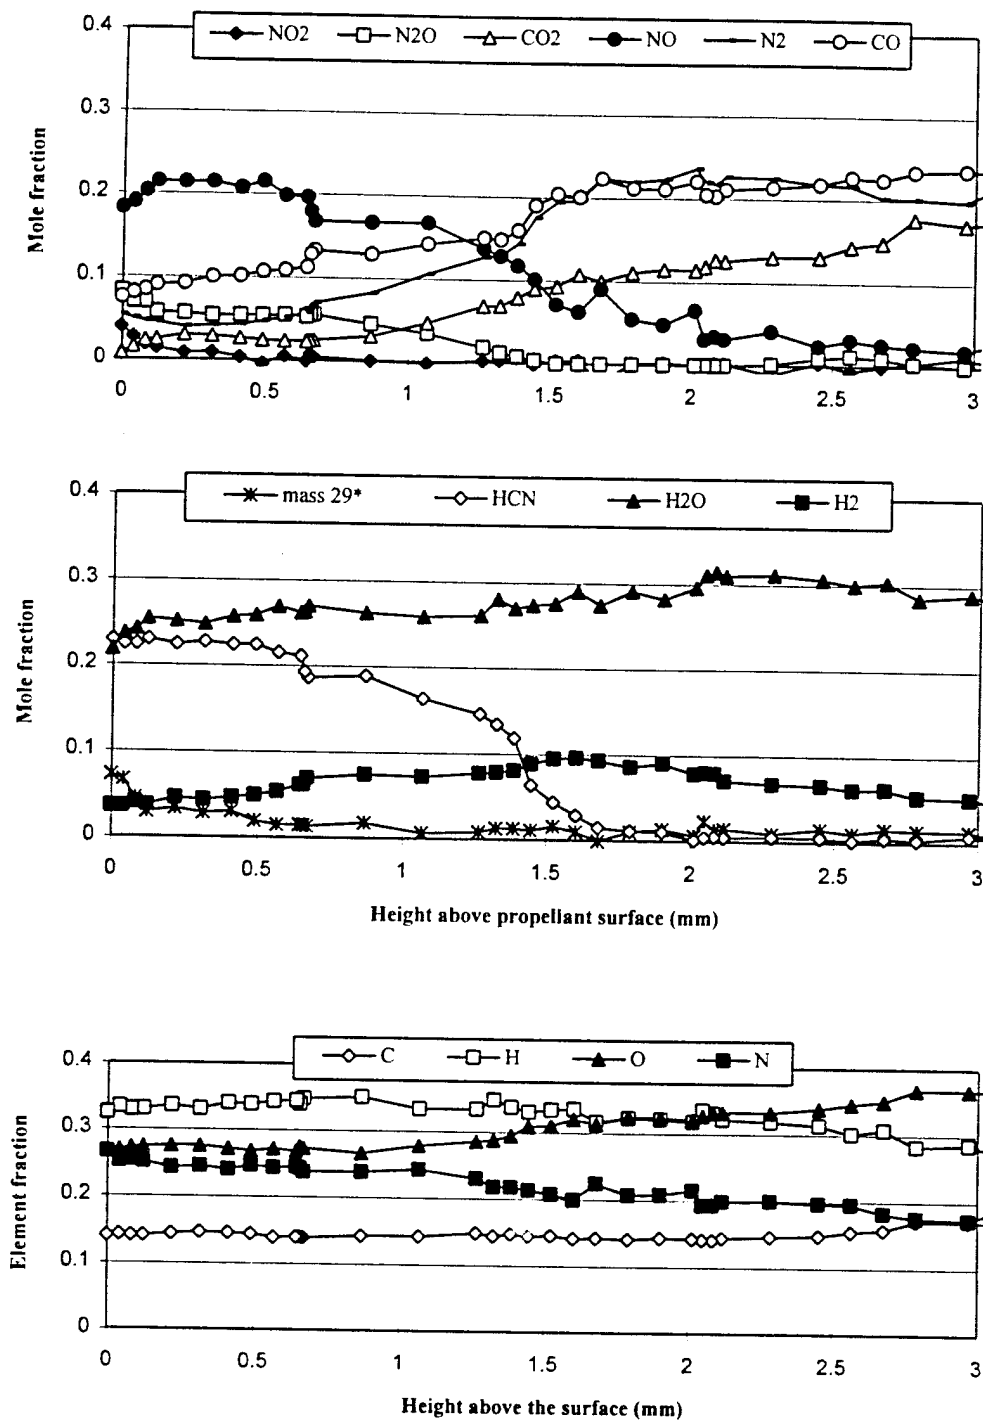 0.4
NO2 N2O CO2 NO N2 CO
0.3
0.2
0.1
0
Mole fraction
0 0.5 1 1.5 2 2.5 3
0.4
mass 29* HCN H2O H2
0.3
0.2
0.1
0
Mole fraction
0 0.5 1 1.5 2 2.5 3
Height above propellant surface (mm)
0.4
C H O N
0.3
0.2
0.1
0
Element fraction
0 0.5 1 1.5 2 2.5 3
Height above the surface (mm)